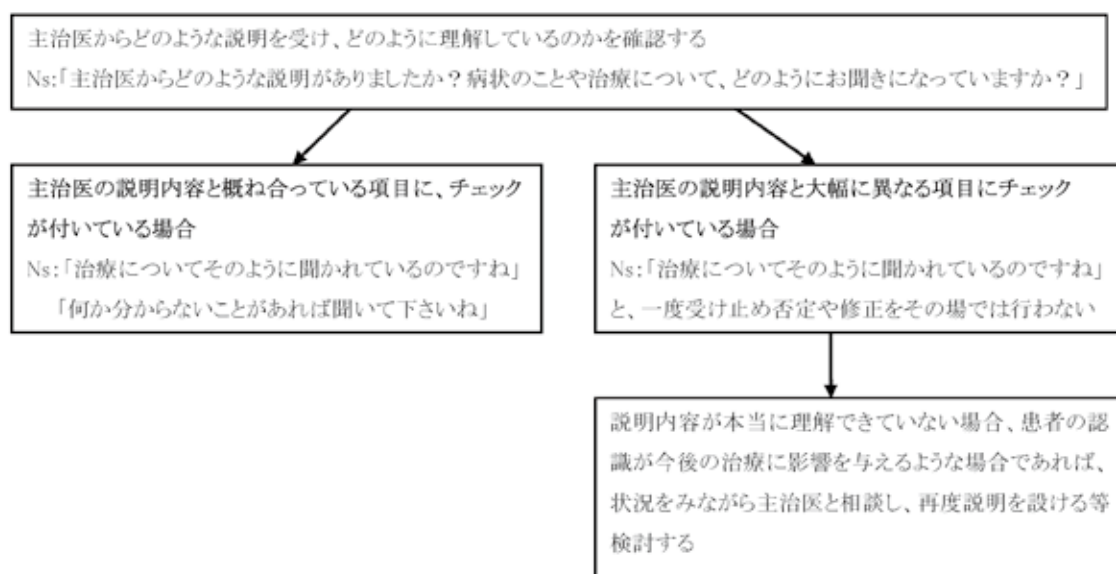 主治医からどのような説明を受け、どのように理解しているのかを確認する
Ns:「主治医からどのような説明がありましたか？病状のことや治療について、どのようにお聞きになっていますか？」
主治医の説明内容と概ね合っている項目に、チェック
が付いている場合
Ns:「治療についてそのように聞かれているのですね」
「何か分からないことがあれば聞いて下さいね」
主治医の説明内容と大幅に異なる項目にチェック
が付いている場合
Ns:「治療についてそのように聞かれているのですね」
と、一度受け止め否定や修正をその場では行わない
説明内容が本当に理解できていない場合、患者の認
識が今後の治療に影響を与えるような場合であれば、
状況をみながら主治医と相談し、再度説明を設ける等
検討する